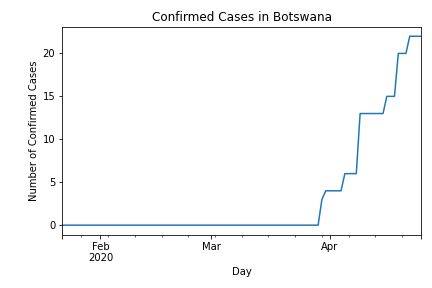 Confirmed Cases in Botswana
Number of Confirmed Cases
20
15
10
5
0
Feb
2020
Mar
Apr
Day